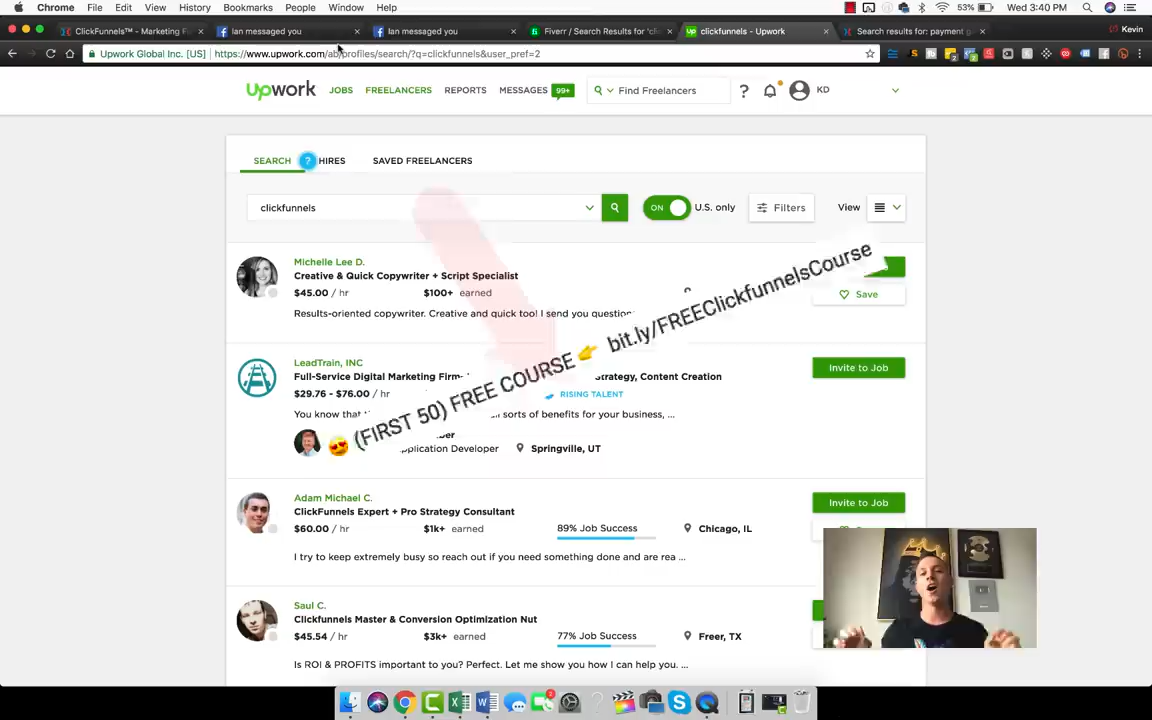 Chrome File Edit View History Bookmarks People Window Help 53% Wed 3:40 PM
ClickFunnels™ - Marketing F Ian messaged you Ian messaged you Fiverr / Search Results for 'cli clickfunnels - Upwork Search results for: payment g Kevin
Upwork Global Inc. [US] https://www.upwork.com/ab/profiles/search/?q=clickfunnels&user_pref=2
upwork JOBS FREELANCERS REPORTS MESSAGES 99+ Find Freelancers ? KD
SEARCH ? HIRES SAVED FREELANCERS
clickfunnels ON U.S. only Filters View
Michelle Lee D.
Creative & Quick Copywriter + Script Specialist
$45.00 / hr $100+ earned
Save
Results-oriented copywriter. Creative and quick too! I send you question
(FIRST 50) FREE COURSE 👉 bit.ly/FREEClickfunnelsCourse
LeadTrain, INC
Invite to Job
Full-Service Digital Marketing Firm- Strategy, Content Creation
$29.76 - $76.00 / hr RISING TALENT
You know that sorts of benefits for your business, ...
Application Developer Springville, UT
Adam Michael C.
Invite to Job
ClickFunnels Expert + Pro Strategy Consultant
$60.00 / hr $1k+ earned 89% Job Success Chicago, IL
I try to keep extremely busy so reach out if you need something done and are rea ...
Saul C.
Clickfunnels Master & Conversion Optimization Nut
$45.54 / hr $3k+ earned 77% Job Success Freer, TX
Is ROI & PROFITS important to you? Perfect. Let me show you how I can help you. ...